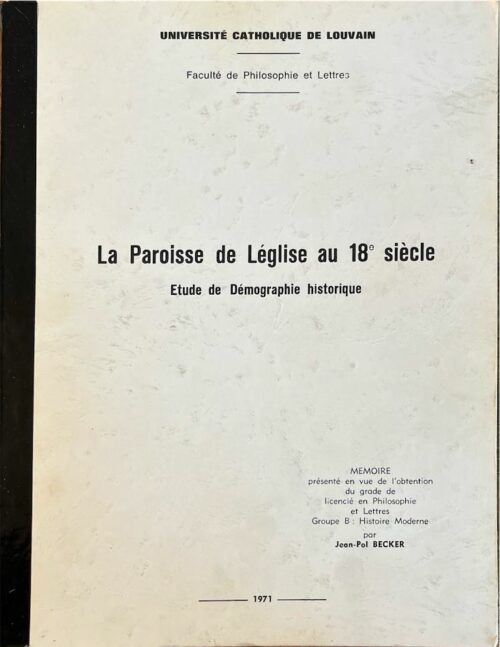 UNIVERSITÉ CATHOLIQUE DE LOUVAIN
Faculté de Philosophie et Lettres
La Paroisse de Léglise au 18e siècle
Etude de Démographie historique
MEMOIRE
présenté en vue de l'obtention
du grade de
licencié en Philosophie
et Lettres
Groupe B : Histoire Moderne
par
Jean-Pol BECKER
1971